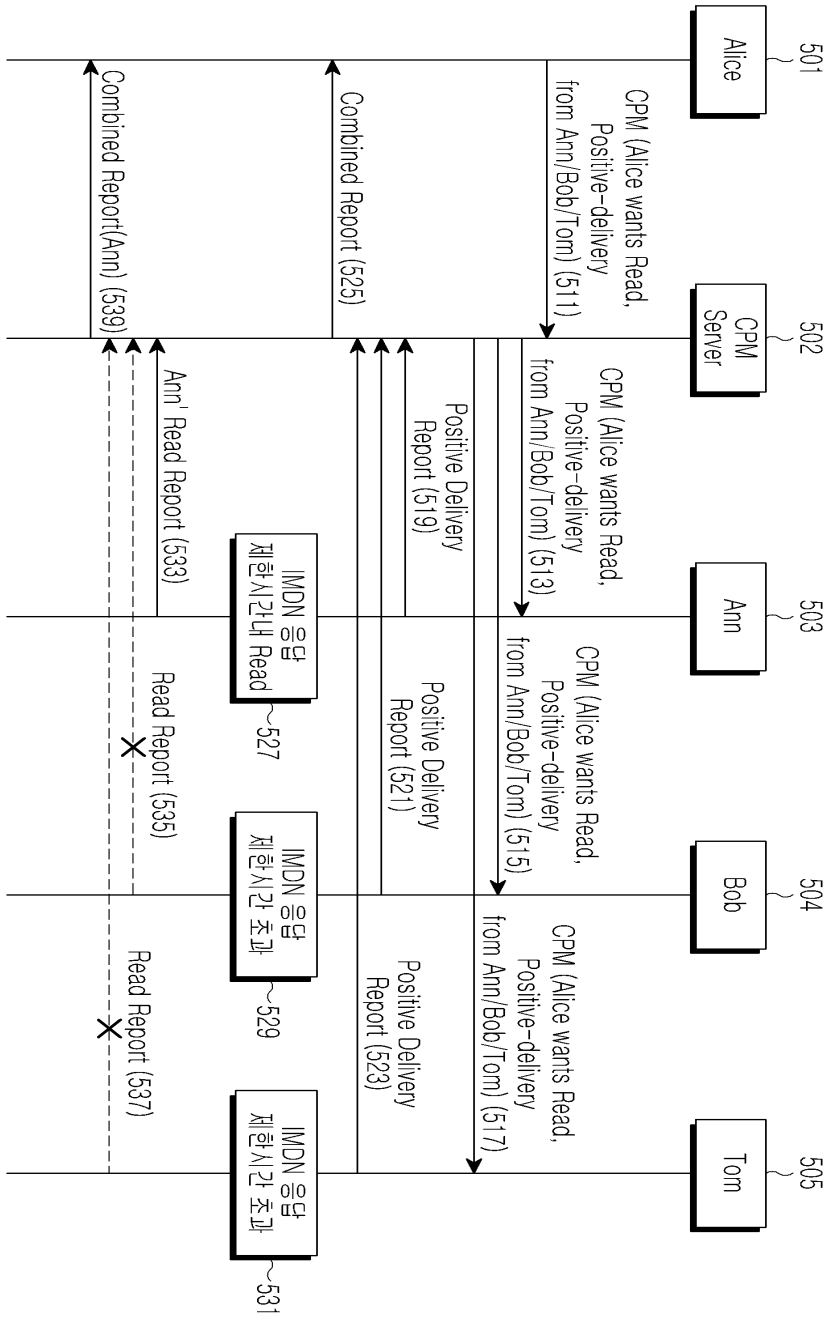 501
502
503
504
505
Alice
CPM
Server
Ann
Bob
Tom
CPM (Alice wants Read,
Positive-delivery
from Ann/Bob/Tom) (511)
CPM (Alice wants Read,
Positive-delivery
from Ann/Bob/Tom) (513)
CPM (Alice wants Read,
Positive-delivery
from Ann/Bob/Tom) (515)
CPM (Alice wants Read,
Positive-delivery
from Ann/Bob/Tom) (517)
Positive Delivery
Report (519)
Positive Delivery
Report (521)
Positive Delivery
Report (523)
Combined Report (525)
IMDN 응답
제한시간내 Read
527
IMDN 응답
제한시간 초과
529
IMDN 응답
제한시간 초과
531
Ann' Read Report (533)
Read Report (535)
Read Report (537)
Combined Report(Ann) (539)